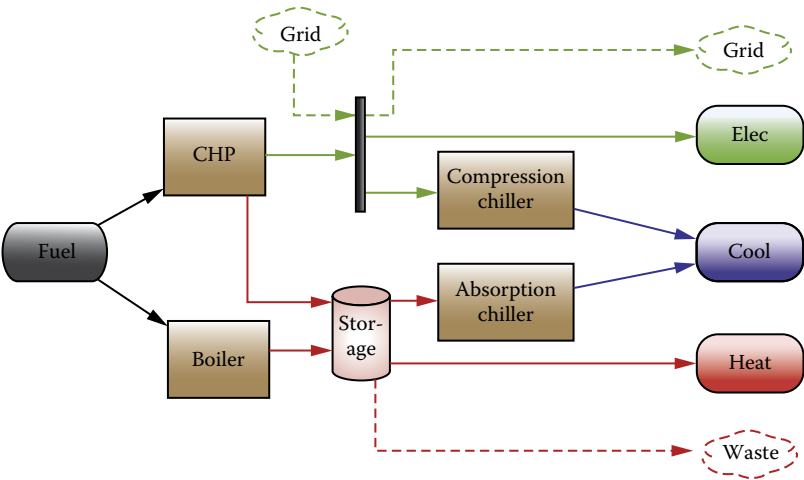 Grid
Grid
Elec
CHP
Compression
chiller
Fuel
Cool
Absorption
chiller
Stor-
age
Boiler
Heat
Waste